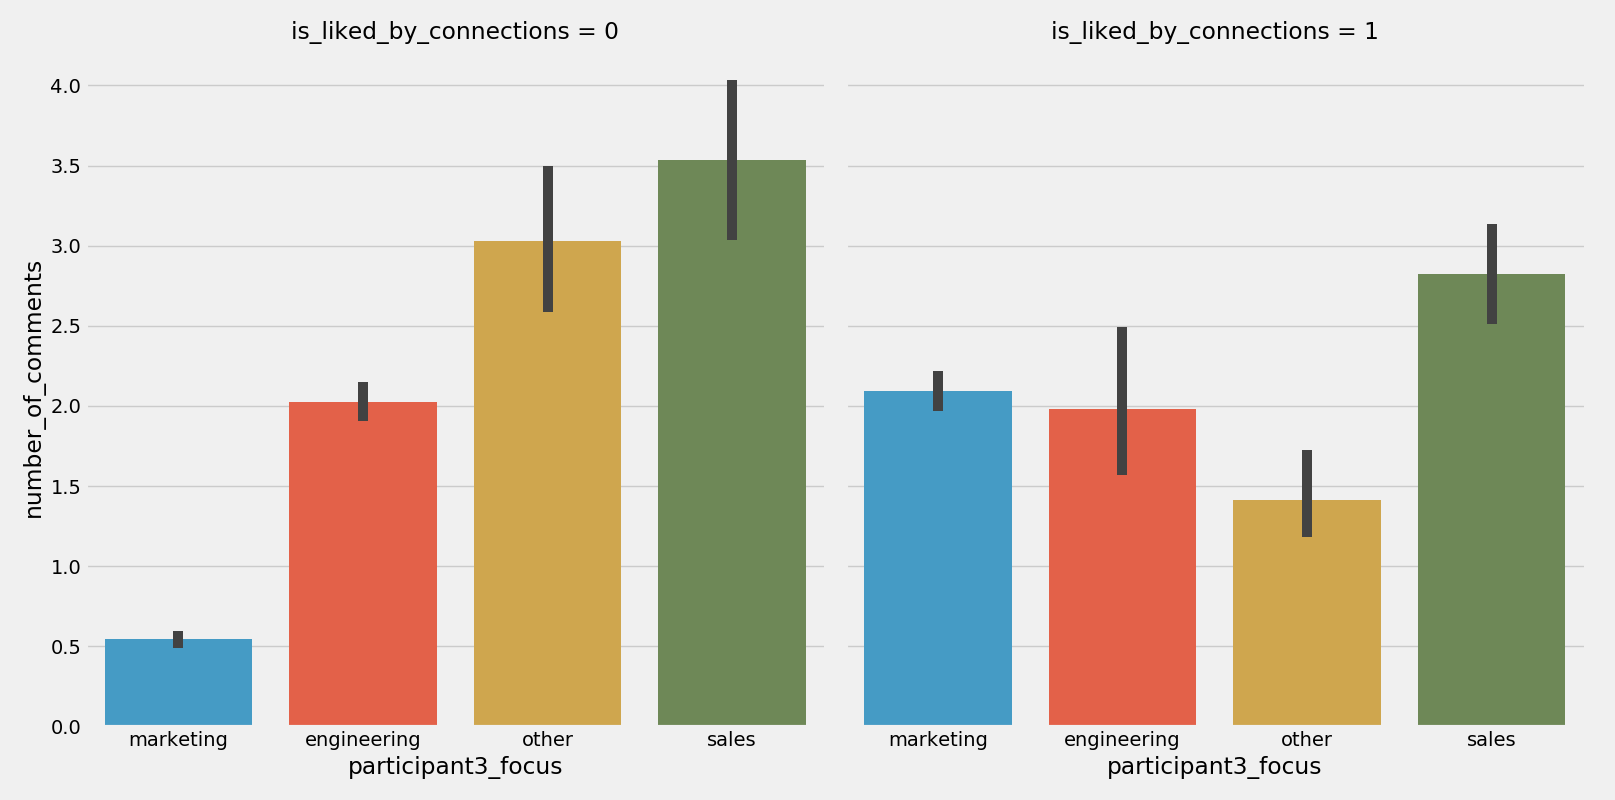 is_liked_by_connections = 0
is_liked_by_connections = 1
number_of_comments
4.0
3.5
3.0
2.5
2.0
1.5
1.0
0.5
0.0
marketing engineering other sales
marketing engineering other sales
participant3_focus
participant3_focus